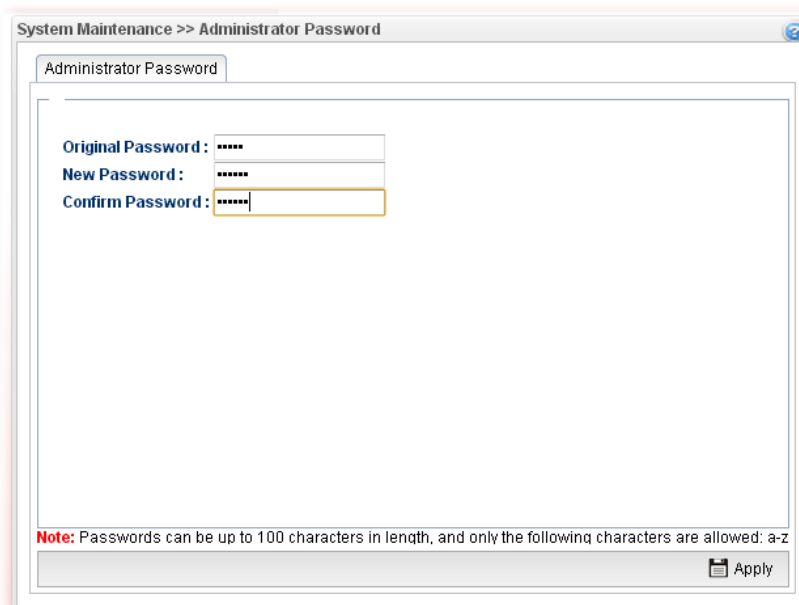 System Maintenance >> Administrator Password
?
Administrator Password
Original Password : •••••
New Password : ••••••
Confirm Password : ••••••
Note: Passwords can be up to 100 characters in length, and only the following characters are allowed: a-z
Apply